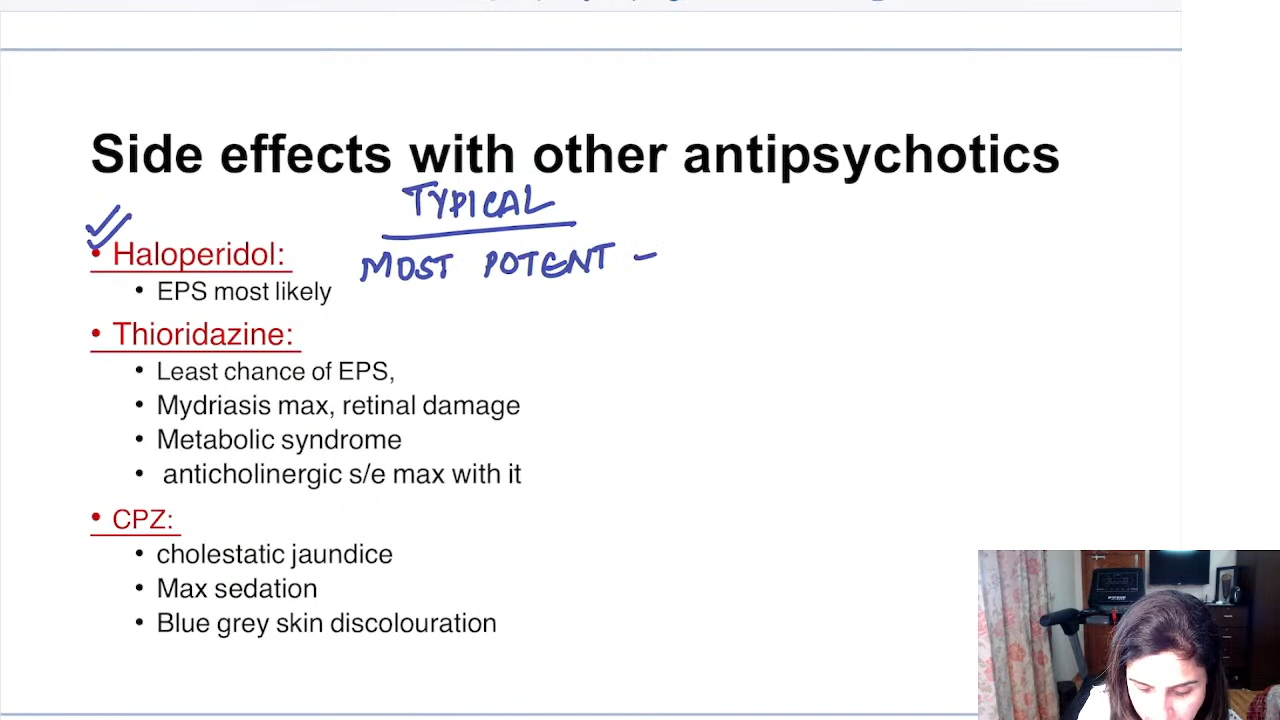 Side effects with other antipsychotics
TYPICAL
• Haloperidol:
MOST POTENT -
• EPS most likely
• Thioridazine:
• Least chance of EPS,
• Mydriasis max, retinal damage
• Metabolic syndrome
• anticholinergic s/e max with it
• CPZ:
• cholestatic jaundice
• Max sedation
• Blue grey skin discolouration